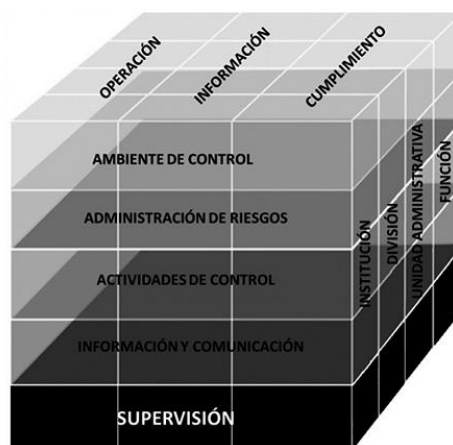 OPERACIÓN
INFORMACIÓN
CUMPLIMIENTO
AMBIENTE DE CONTROL
ADMINISTRACIÓN DE RIESGOS
ACTIVIDADES DE CONTROL
INFORMACIÓN Y COMUNICACIÓN
SUPERVISIÓN
INSTITUCIÓN
DIVISIÓN
UNIDAD ADMINISTRATIVA
FUNCIÓN